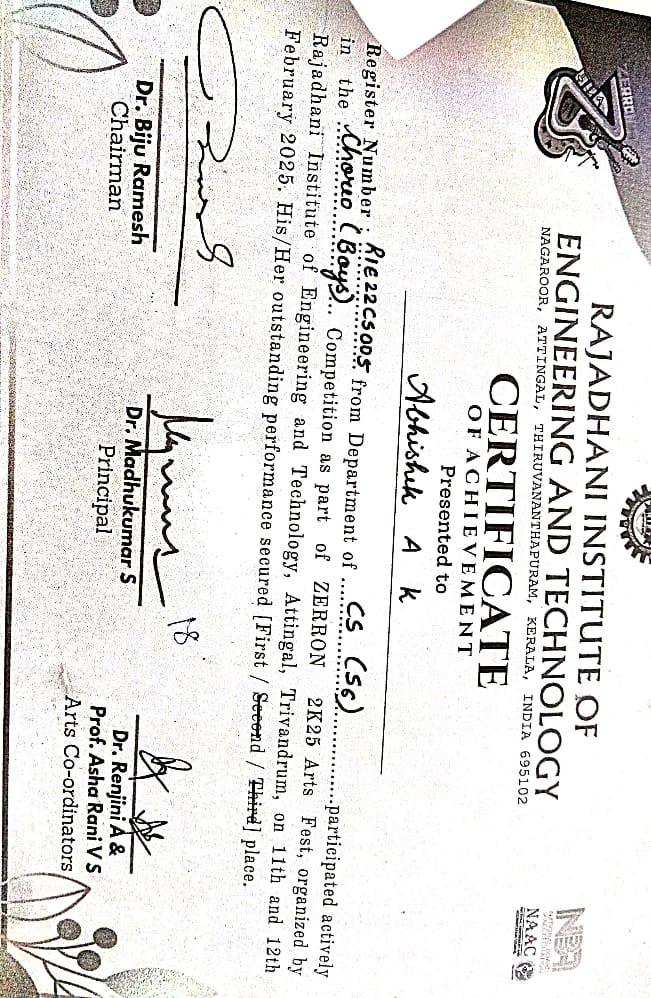 ZERRON
RAJADHANI INSTITUTE OF
ENGINEERING AND TECHNOLOGY
NAGAROOR, ATTINGAL, THIRUVANANTHAPURAM, KERALA, INDIA 695102
NBA
NAAC
CERTIFICATE
OF ACHIEVEMENT
Presented to
Abhishek A K
Register Number : RIE22CS005 from Department of ... CS (S6) ...............participated actively
in the Choreo (Boys)... Competition as part of ZERRON 2K25 Arts Fest, organized by
Rajadhani Institute of Engineering and Technology, Attingal, Trivandrum, on 11th and 12th
February 2025. His/Her outstanding performance secured [First / Second / Third] place.
18
Dr. Biju Ramesh
Chairman
Dr. Madhukumar S
Principal
Dr. Renjini A &
Prof. Asha Rani V S
Arts Co-ordinators